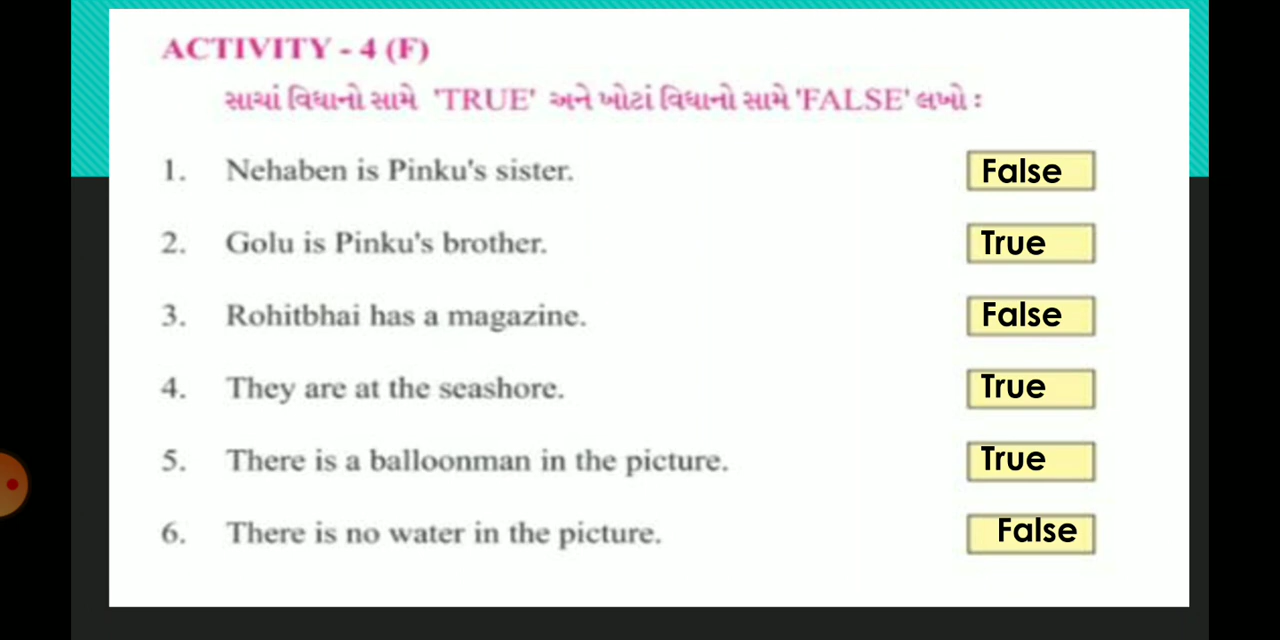 ACTIVITY - 4 (F)
સાચાં વિધાનો સામે 'TRUE' અને ખોટાં વિધાનો સામે 'FALSE' લખો :
1. Nehaben is Pinku's sister. False
2. Golu is Pinku's brother. True
3. Rohitbhai has a magazine. False
4. They are at the seashore. True
5. There is a balloonman in the picture. True
6. There is no water in the picture. False